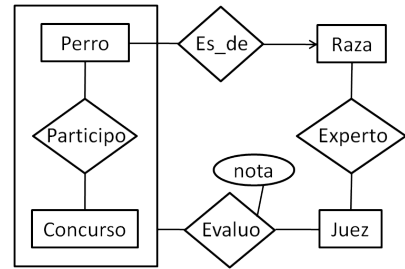 Perro
Es_de
Raza
Participo
Experto
nota
Concurso
Evaluo
Juez